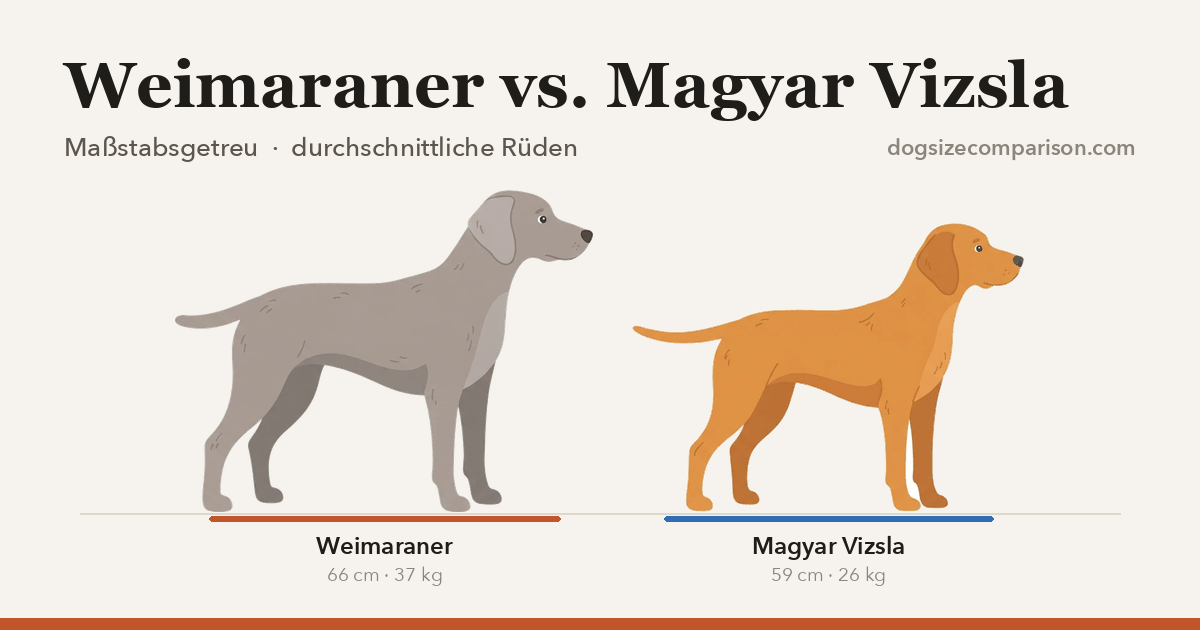 Weimaraner vs. Magyar Vizsla
Maßstabsgetreu · durchschnittliche Rüden
dogsizecomparison.com
Weimaraner
66 cm · 37 kg
Magyar Vizsla
59 cm · 26 kg